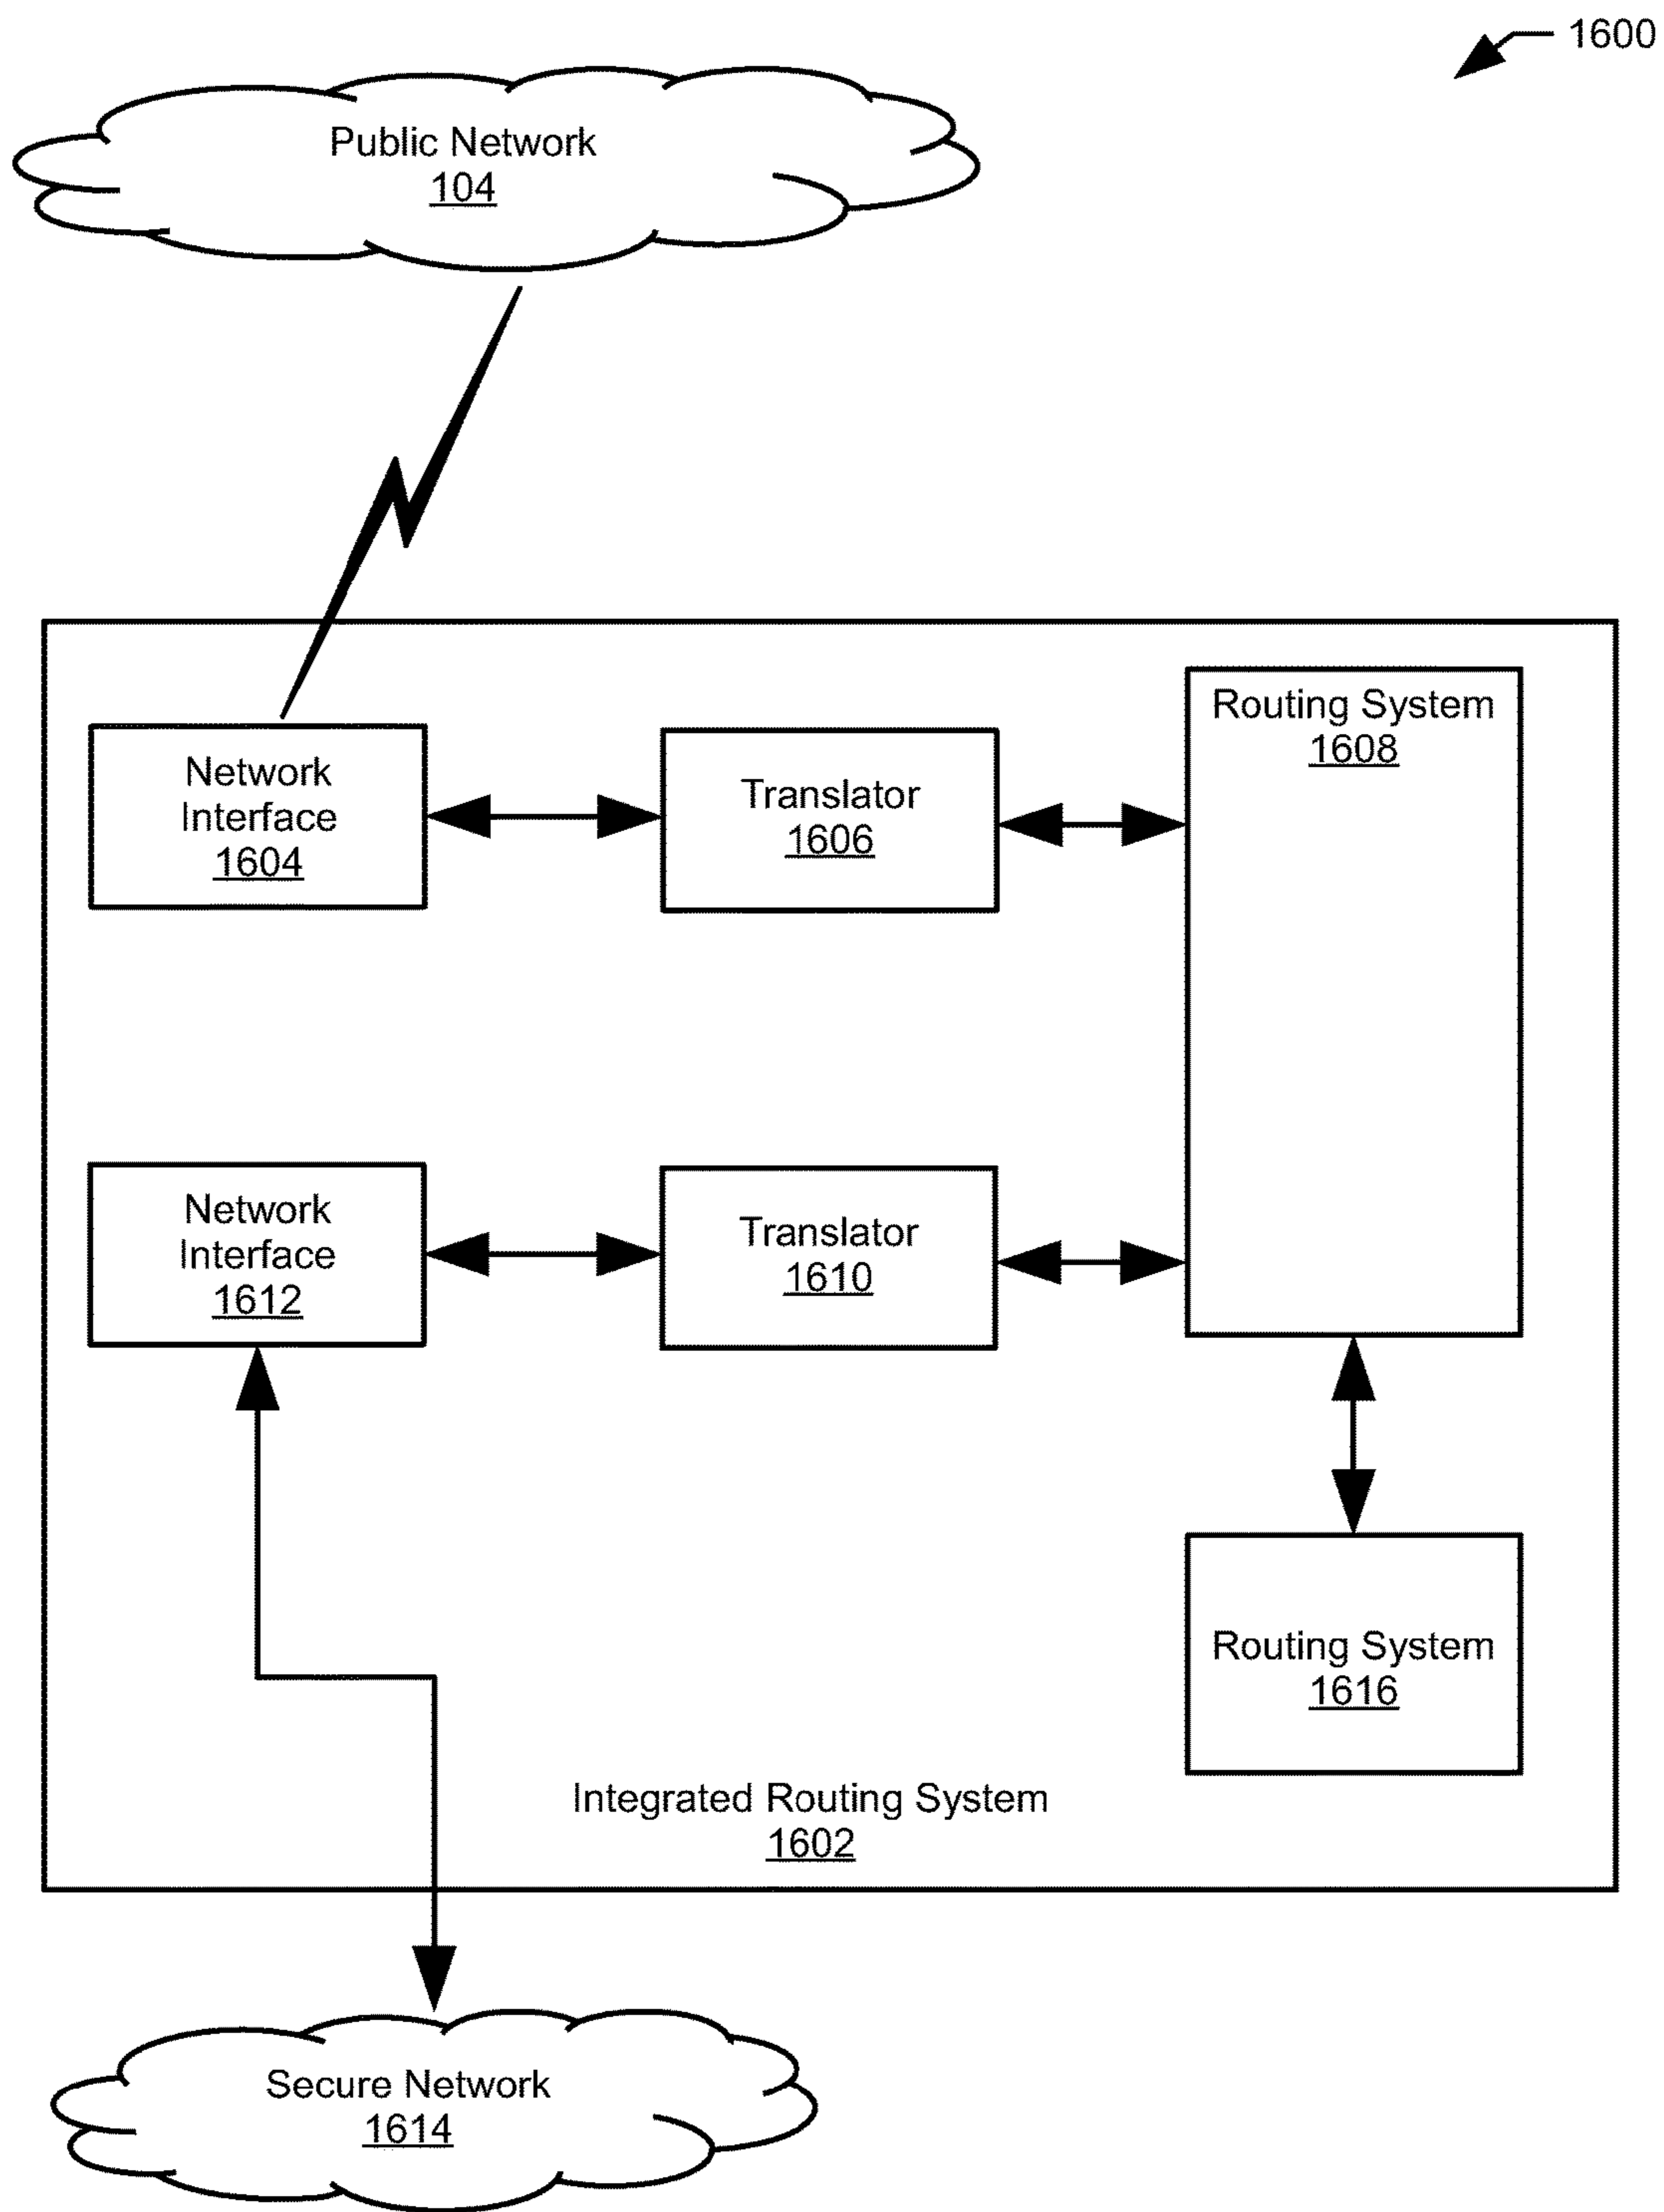 1600
Public Network
104
Network
Interface
1604
Translator
1606
Routing System
1608
Network
Interface
1612
Translator
1610
Routing System
1616
Integrated Routing System
1602
Secure Network
1614